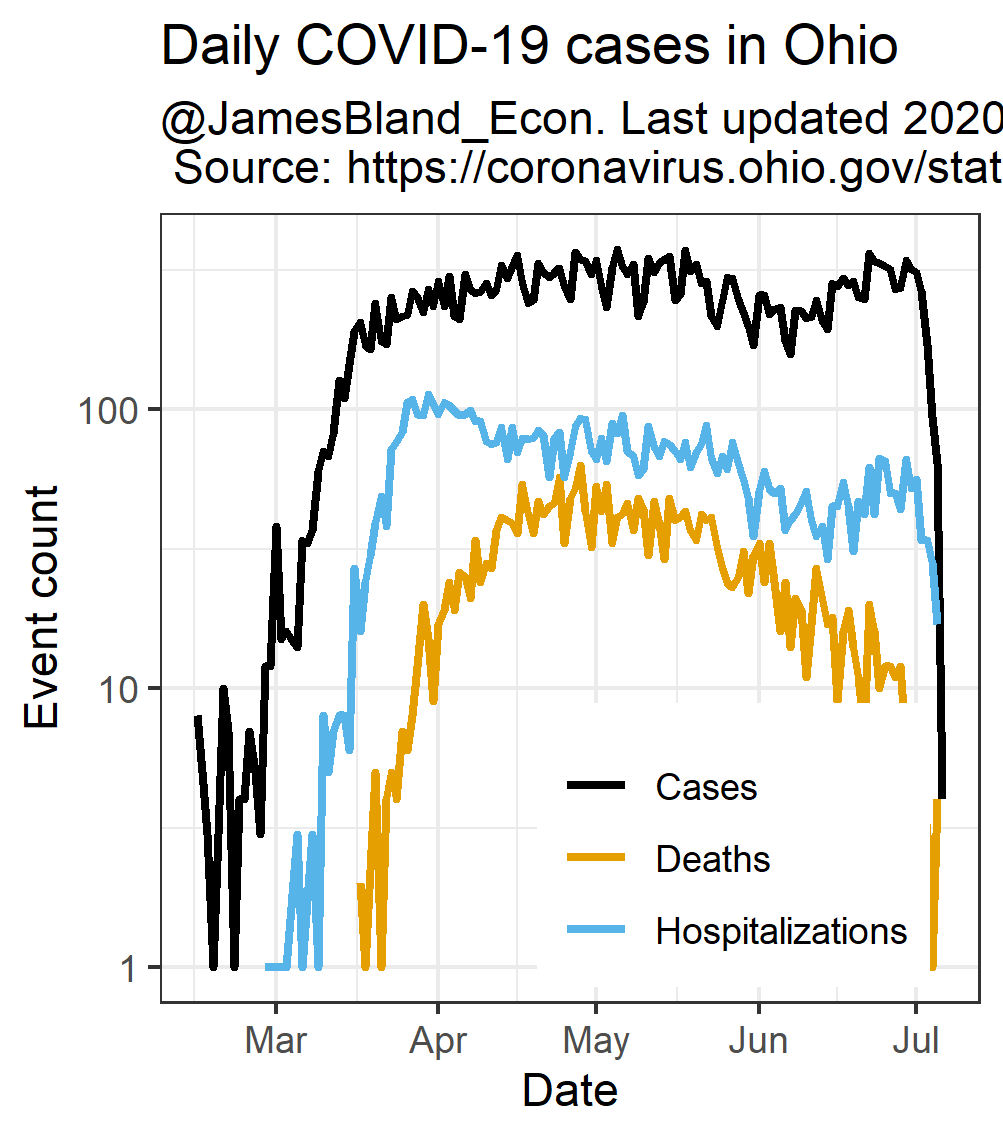 Daily COVID-19 cases in Ohio
@JamesBland_Econ. Last updated 2020
Source: https://coronavirus.ohio.gov/stat
Event count
100
10
1
Cases
Deaths
Hospitalizations
Mar Apr May Jun Jul
Date